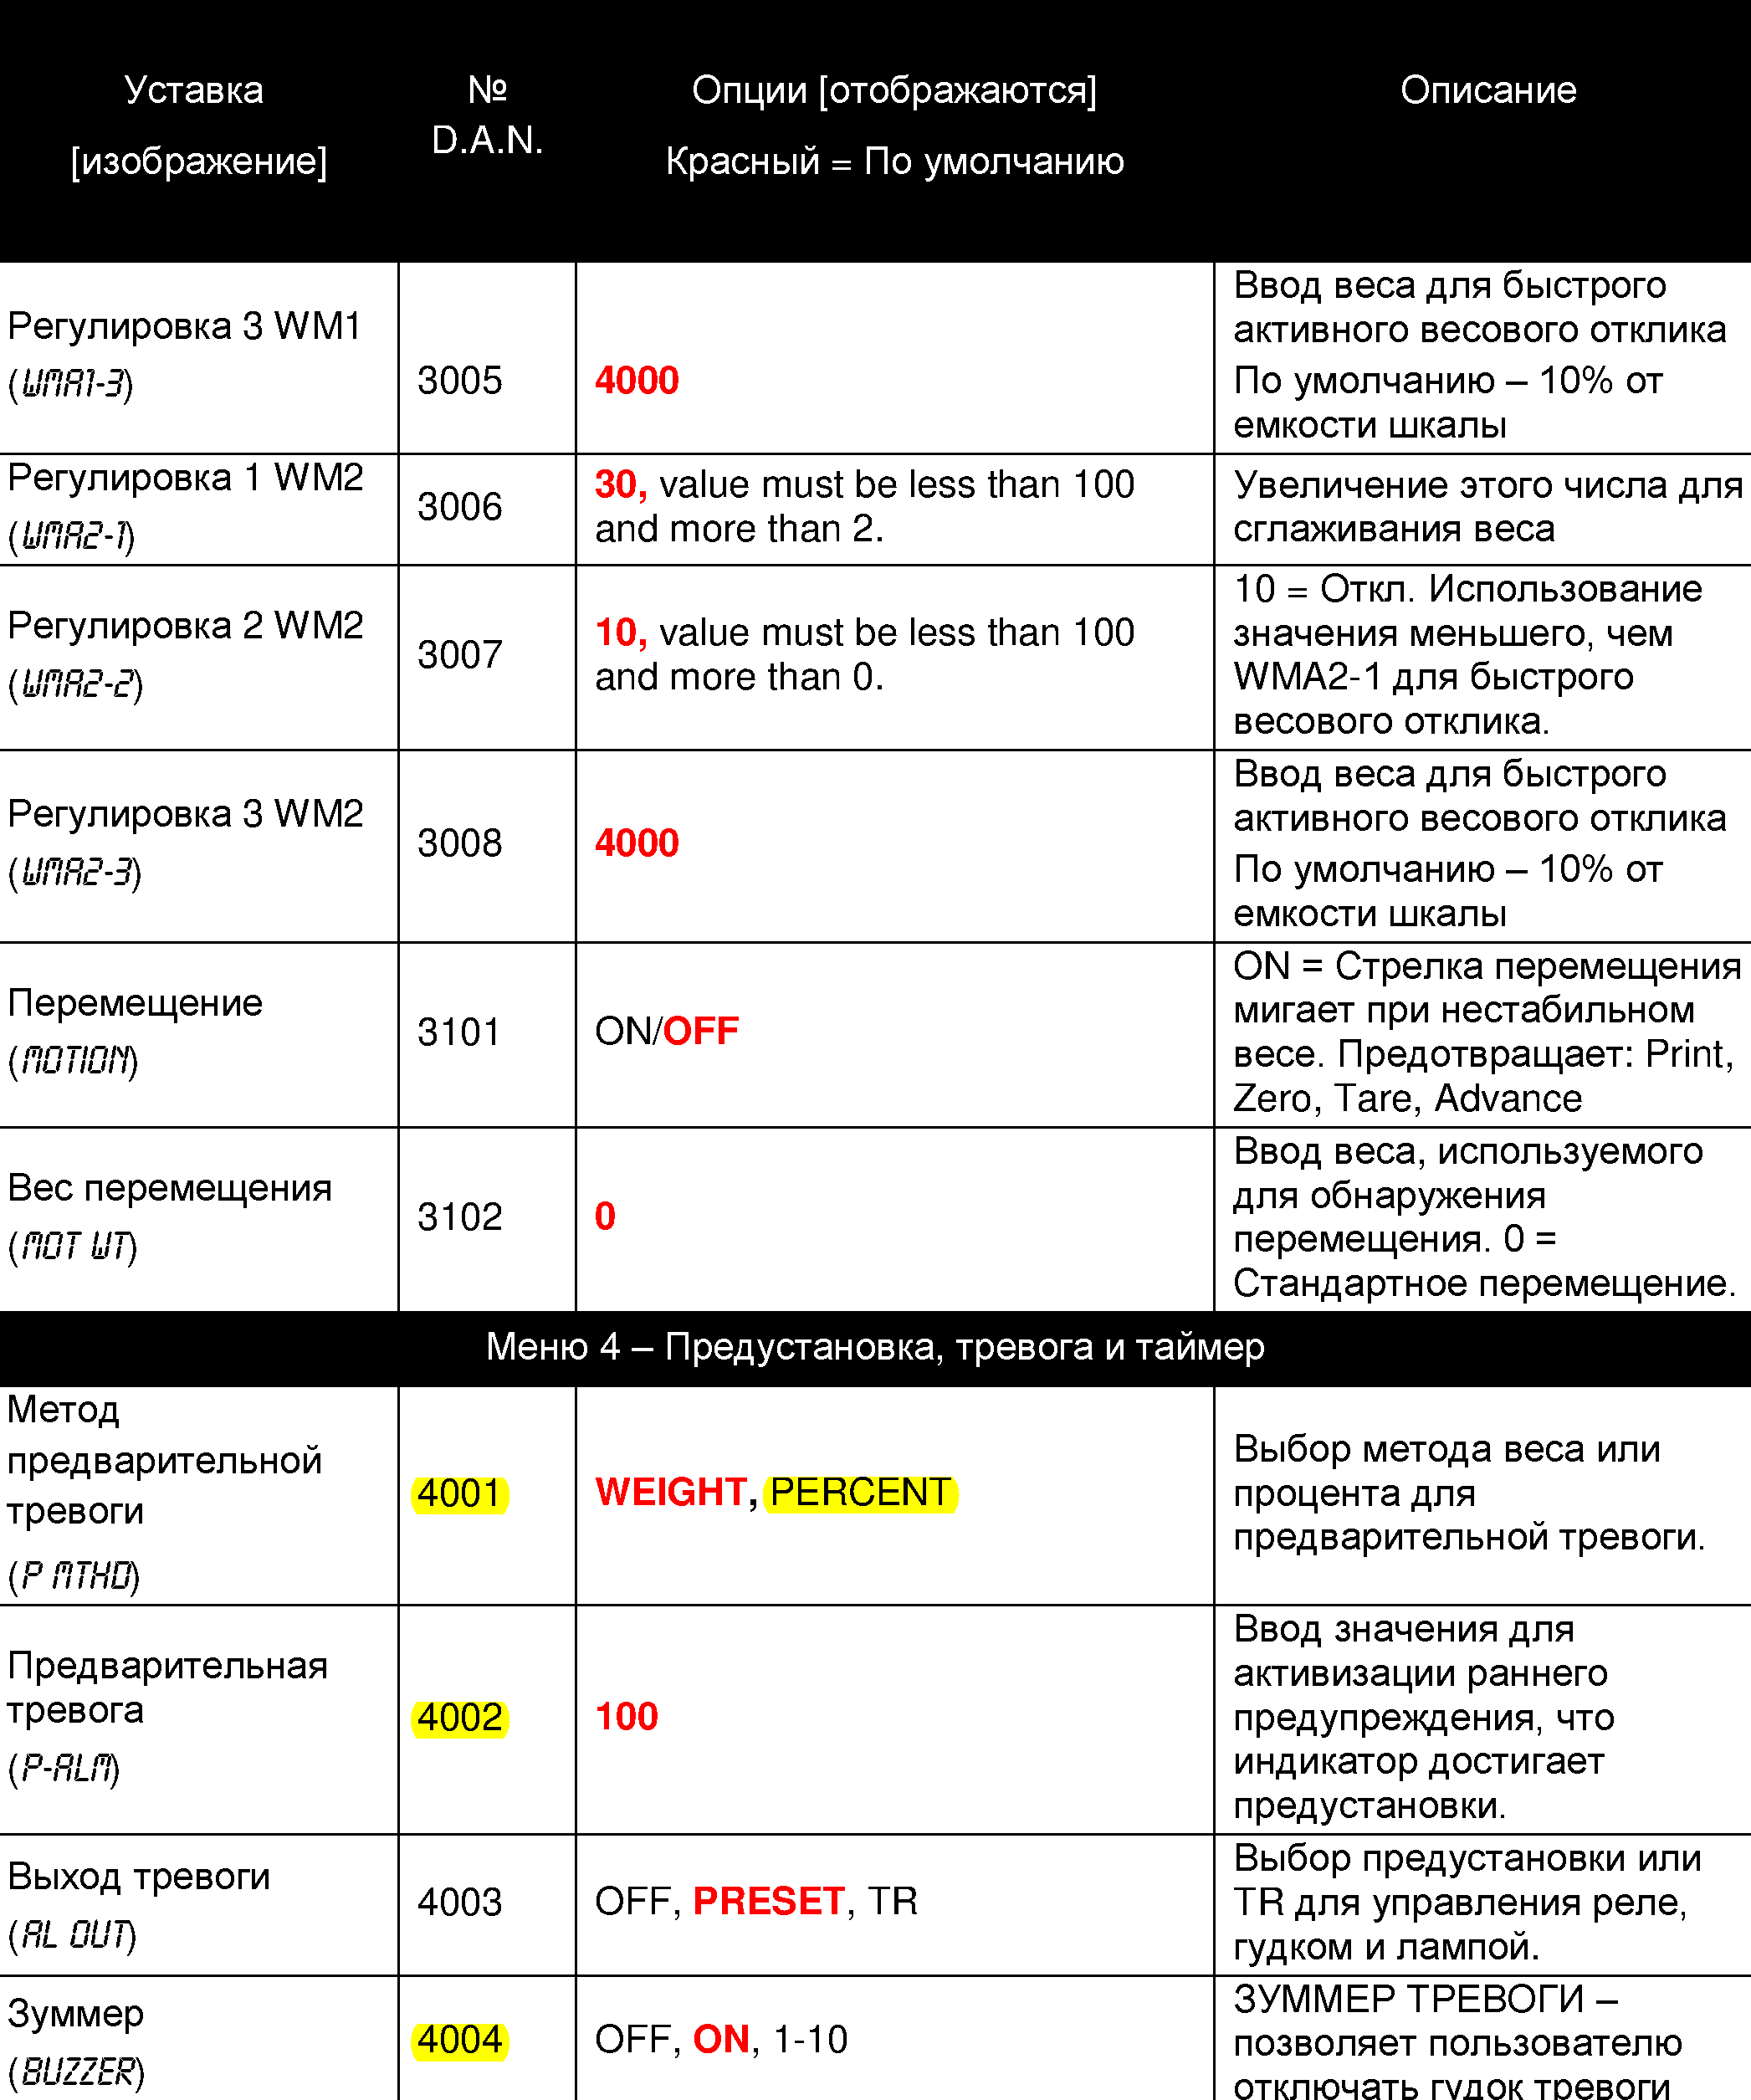 Уставка
[изображение]
№
D.A.N.
Опции [отображаются]
Красный = По умолчанию
Описание
Регулировка 3 WM1
(WMA1-3)
3005
4000
Ввод веса для быстрого
активного весового отклика
По умолчанию – 10% от
емкости шкалы
Регулировка 1 WM2
(WMA2-1)
3006
30, value must be less than 100
and more than 2.
Увеличение этого числа для
сглаживания веса
Регулировка 2 WM2
(WMA2-2)
3007
10, value must be less than 100
and more than 0.
10 = Откл. Использование
значения меньшего, чем
WMA2-1 для быстрого
весового отклика.
Регулировка 3 WM2
(WMA2-3)
3008
4000
Ввод веса для быстрого
активного весового отклика
По умолчанию – 10% от
емкости шкалы
Перемещение
(MOTION)
3101
ON/OFF
ON = Стрелка перемещения
мигает при нестабильном
весе. Предотвращает: Print,
Zero, Tare, Advance
Вес перемещения
(MOT WT)
3102
0
Ввод веса, используемого
для обнаружения
перемещения. 0 =
Стандартное перемещение.
Меню 4 – Предустановка, тревога и таймер
Метод
предварительной
тревоги
(P MTHD)
4001
WEIGHT, PERCENT
Выбор метода веса или
процента для
предварительной тревоги.
Предварительная
тревога
(P-ALM)
4002
100
Ввод значения для
активизации раннего
предупреждения, что
индикатор достигает
предустановки.
Выход тревоги
(AL OUT)
4003
OFF, PRESET, TR
Выбор предустановки или
TR для управления реле,
гудком и лампой.
Зуммер
(BUZZER)
4004
OFF, ON, 1-10
ЗУММЕР ТРЕВОГИ –
позволяет пользователю
отключать гудок тревоги